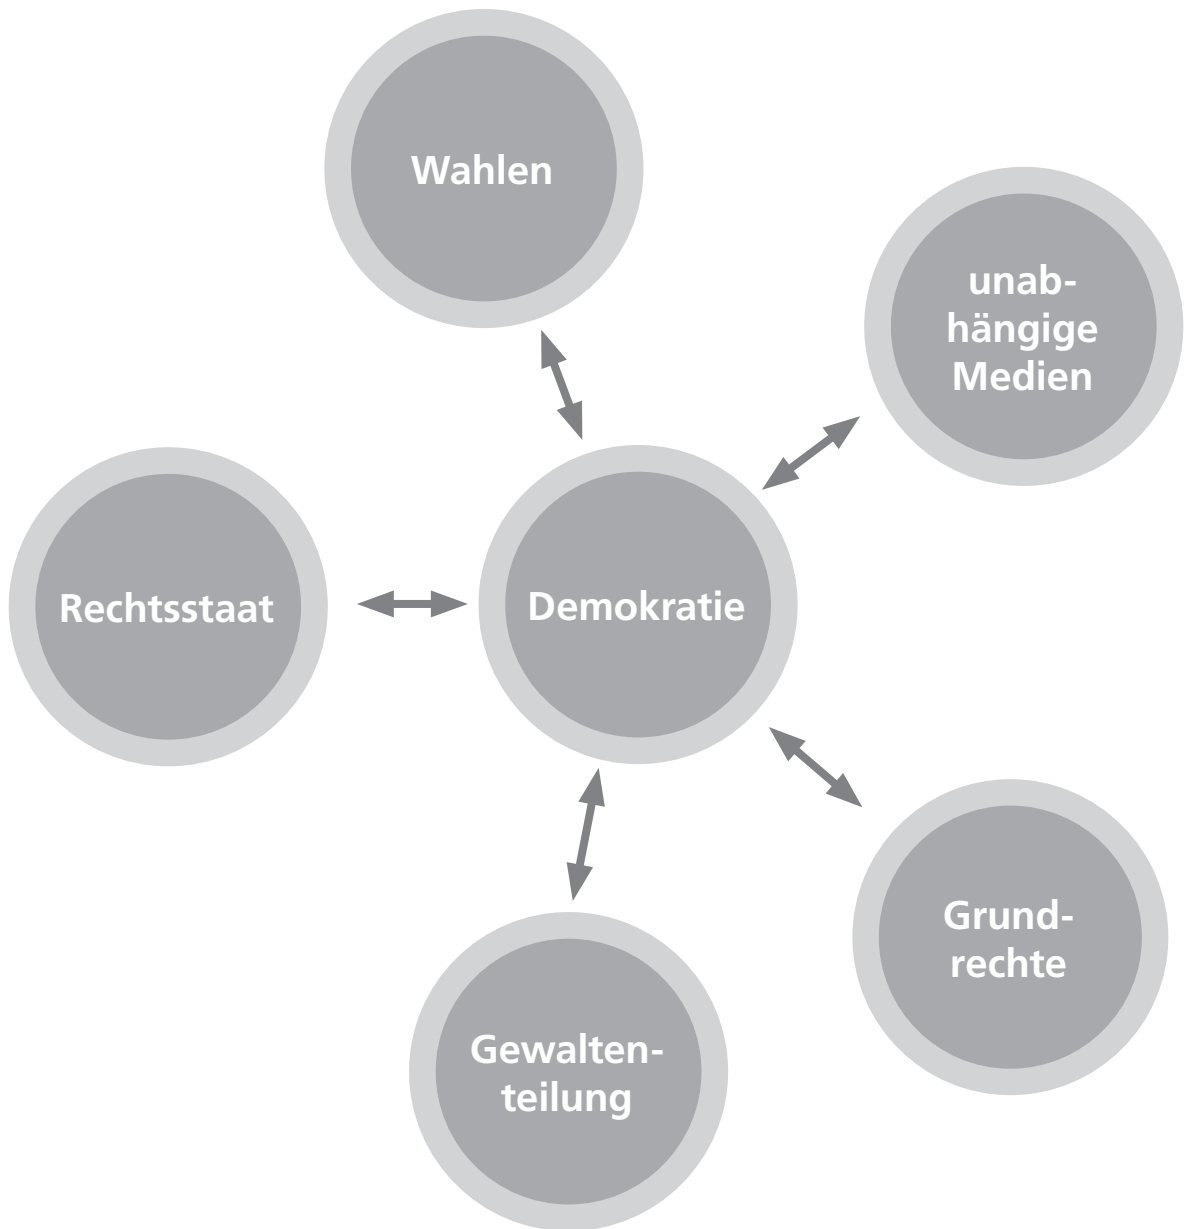 Wahlen
unab-
hängige
Medien
Rechtsstaat
Demokratie
Grund-
rechte
Gewalten-
teilung